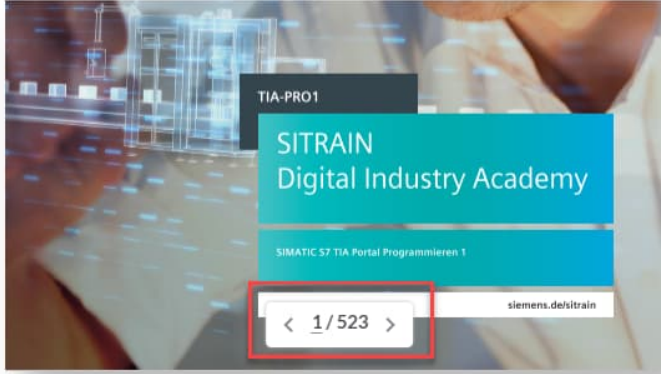 TIA-PRO1
SITRAIN
Digital Industry Academy
SIMATIC S7 TIA Portal Programmieren 1
siemens.de/sitrain
< 1/523 >